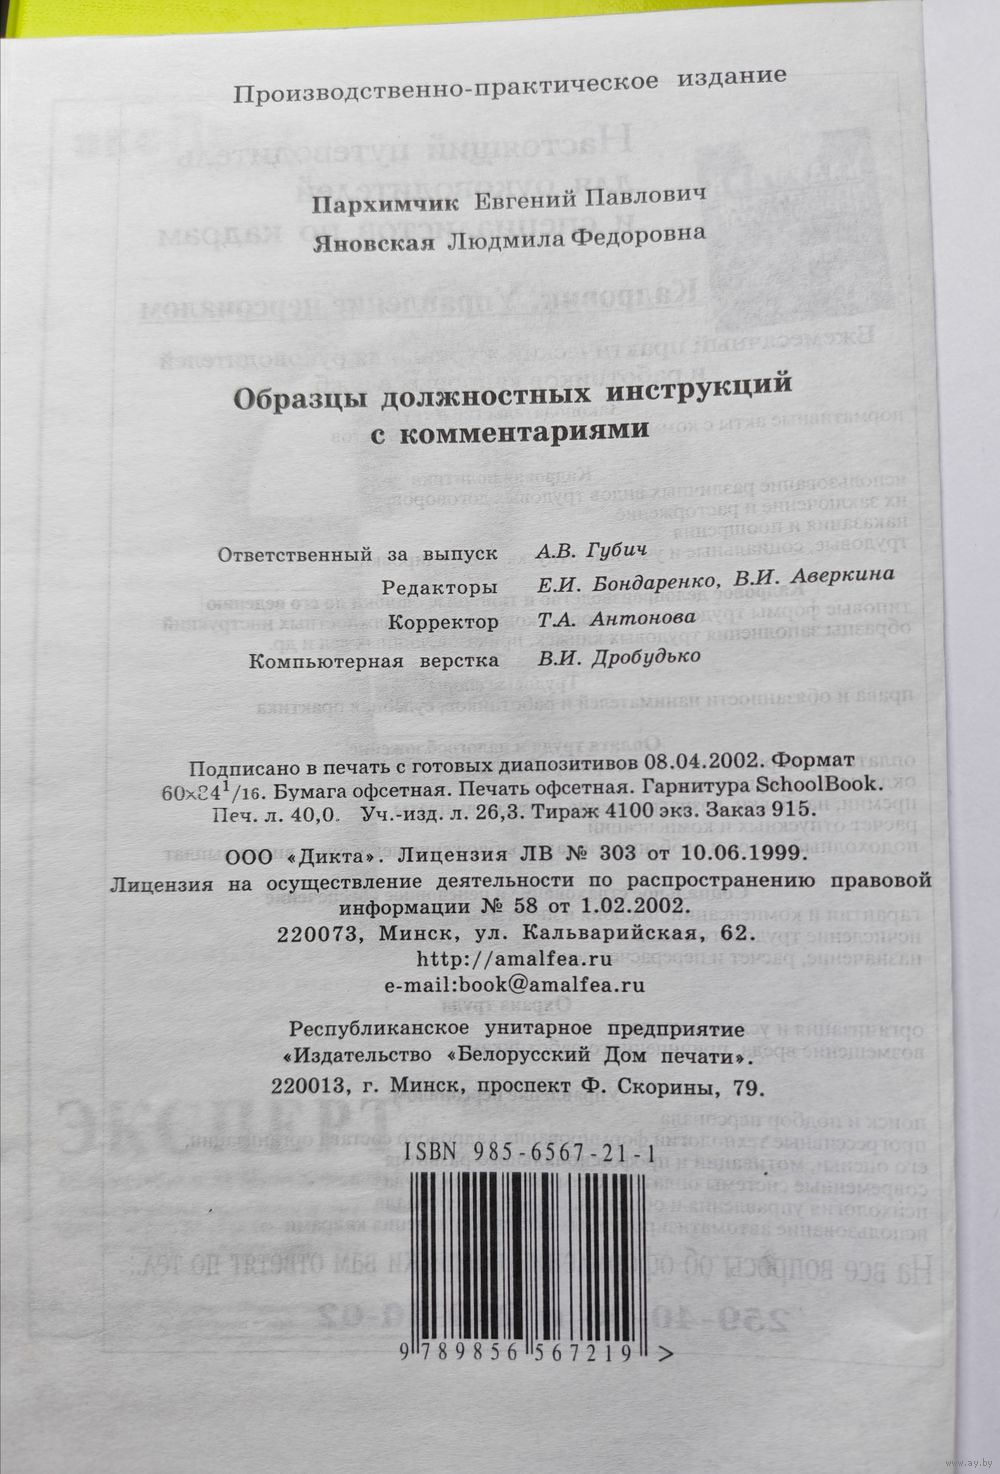 Производственно-практическое издание
Пархимчик Евгений Павлович
Яновская Людмила Федоровна
Образцы должностных инструкций
с комментариями
Ответственный за выпуск А.В. Губич
Редакторы Е.И. Бондаренко, В.И. Аверкина
Корректор Т.А. Антонова
Компьютерная верстка В.И. Дробудько
Подписано в печать с готовых диапозитивов 08.04.2002. Формат
60×84¹/16. Бумага офсетная. Печать офсетная. Гарнитура SchoolBook.
Печ. л. 40,0. Уч.-изд. л. 26,3. Тираж 4100 экз. Заказ 915.
ООО «Дикта». Лицензия ЛВ № 303 от 10.06.1999.
Лицензия на осуществление деятельности по распространению правовой
информации № 58 от 1.02.2002.
220073, Минск, ул. Кальварийская, 62.
http://amalfea.ru
e-mail:book@amalfea.ru
Республиканское унитарное предприятие
«Издательство «Белорусский Дом печати».
220013, г. Минск, проспект Ф. Скорины, 79.
ISBN 985-6567-21-1
9 789856 567219 >
www.ay.by